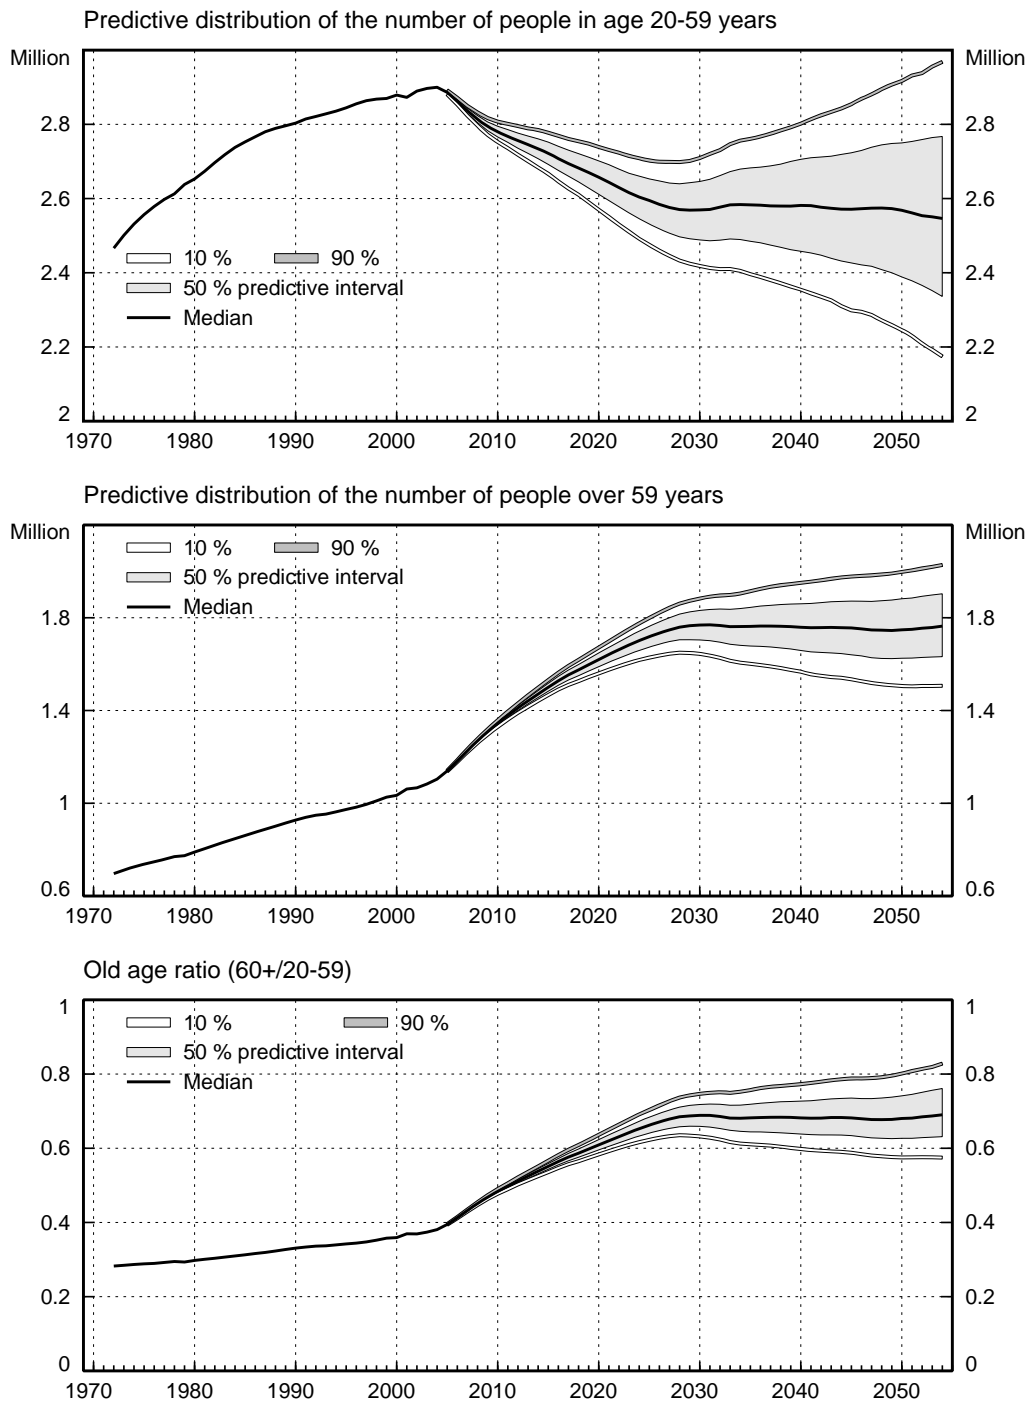 Predictive distribution of the number of people in age 20-59 years
Million Million
2.8 2.8
2.6 2.6
10 % 90 %
2.4 2.4
50 % predictive interval
Median
2.2 2.2
2 2
1970 1980 1990 2000 2010 2020 2030 2040 2050
Predictive distribution of the number of people over 59 years
Million Million
10 % 90 %
50 % predictive interval
Median
1.8 1.8
1.4 1.4
1 1
0.6 0.6
1970 1980 1990 2000 2010 2020 2030 2040 2050
Old age ratio (60+/20-59)
1 1
10 % 90 %
50 % predictive interval
0.8 0.8
Median
0.6 0.6
0.4 0.4
0.2 0.2
0 0
1970 1980 1990 2000 2010 2020 2030 2040 2050